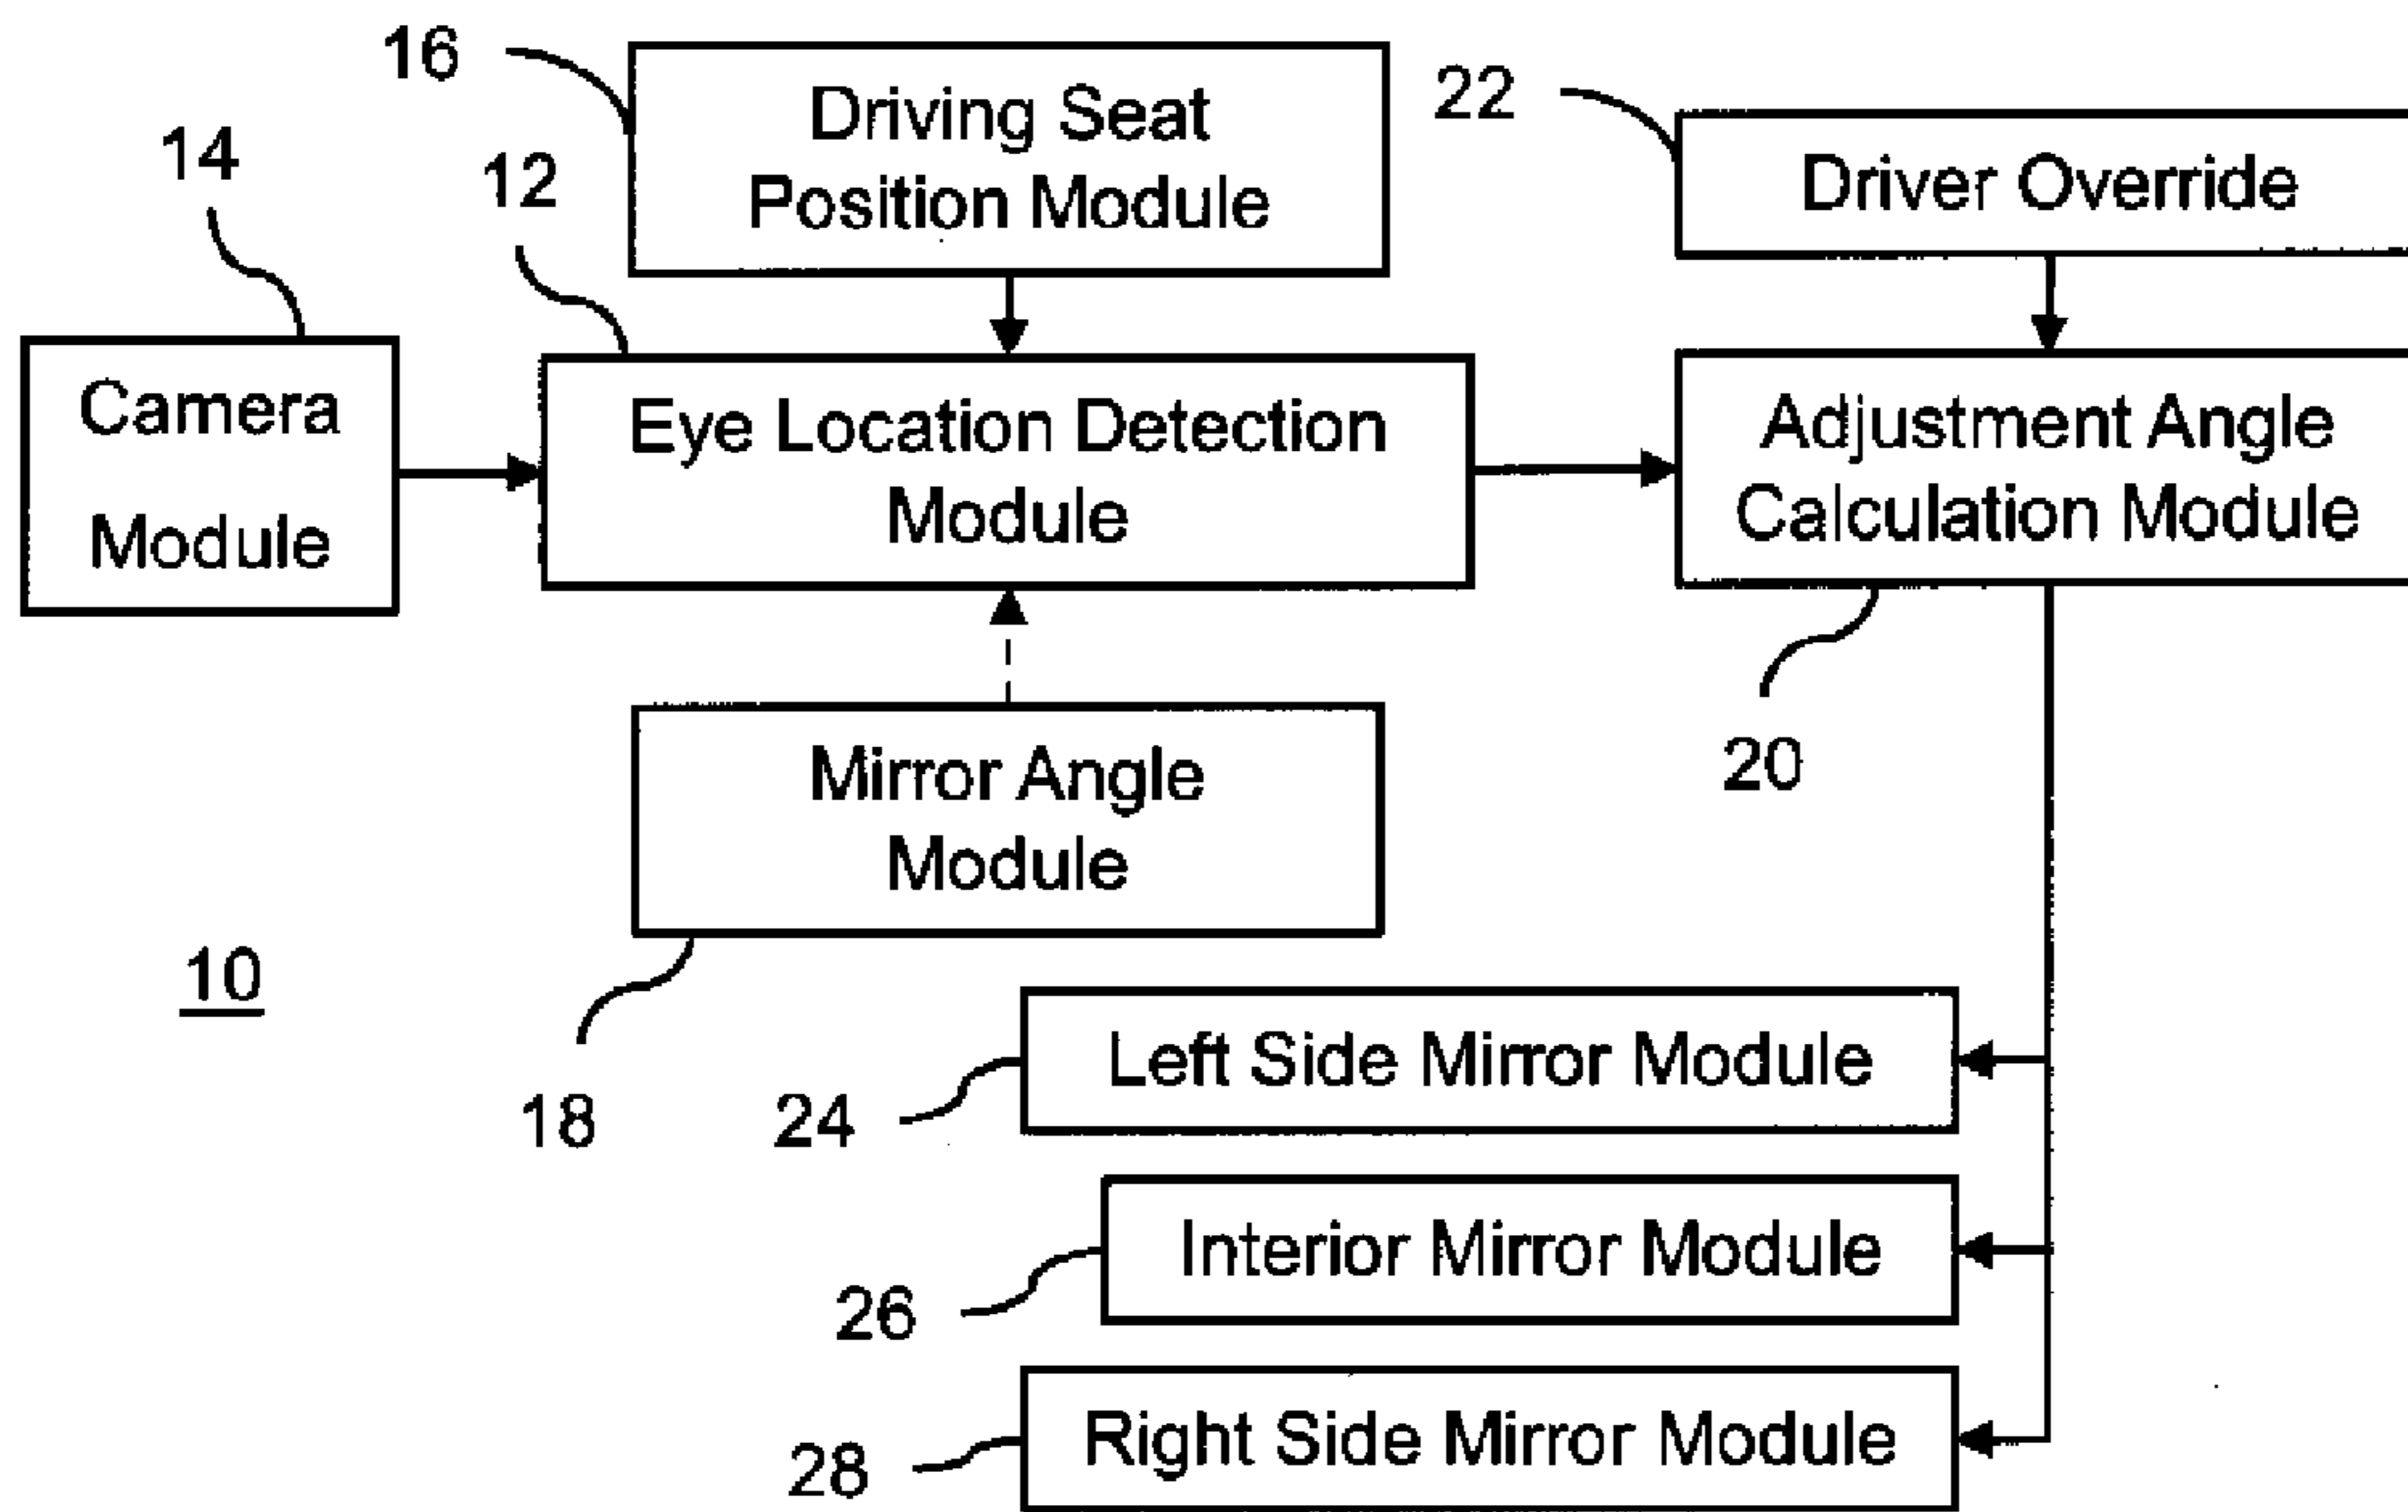 16
Driving Seat
Position Module
22
Driver Override
14
12
Camera
Module
Eye Location Detection
Module
Adjustment Angle
Calculation Module
Mirror Angle
Module
20
10
18
24
Left Side Mirror Module
26
Interior Mirror Module
28
Right Side Mirror Module